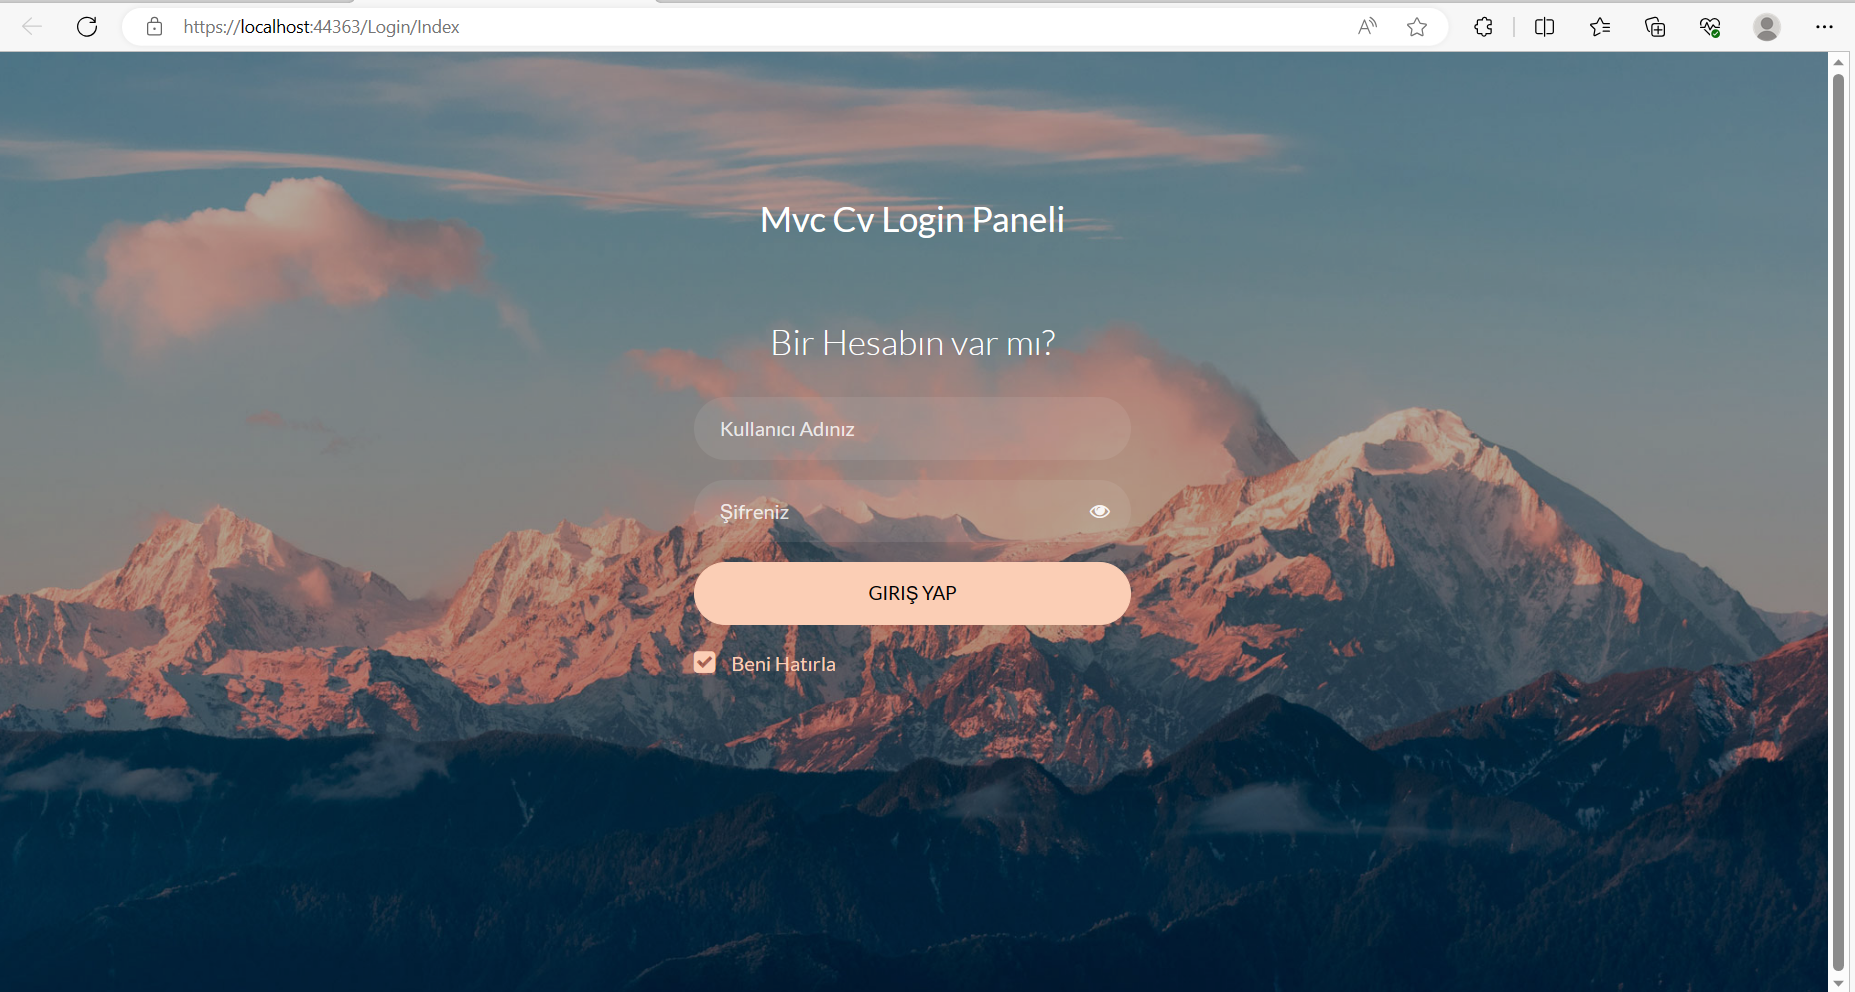 https://localhost:44363/Login/Index
Mvc Cv Login Paneli
Bir Hesabın var mı?
Kullanıcı Adınız
Şifreniz
GIRIŞ YAP
Beni Hatırla